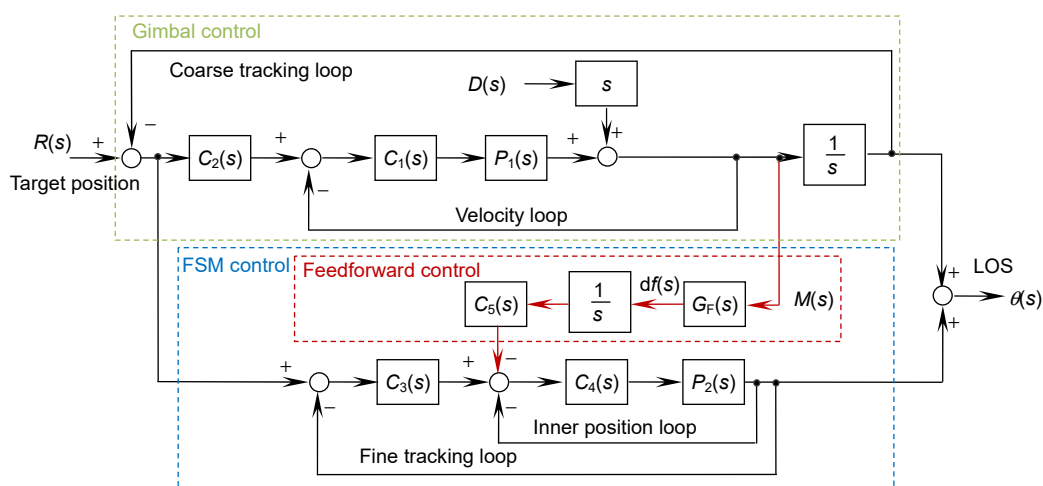 Gimbal control
Coarse tracking loop
D(s)
s
R(s)
+
−
C₂(s)
+
−
C₁(s)
P₁(s)
+
+
1
s
Target position
Velocity loop
FSM control
Feedforward control
C₅(s)
1
s
df(s)
G_F(s)
M(s)
+
LOS
θ(s)
+
+
−
C₃(s)
+
−
−
C₄(s)
P₂(s)
Inner position loop
Fine tracking loop